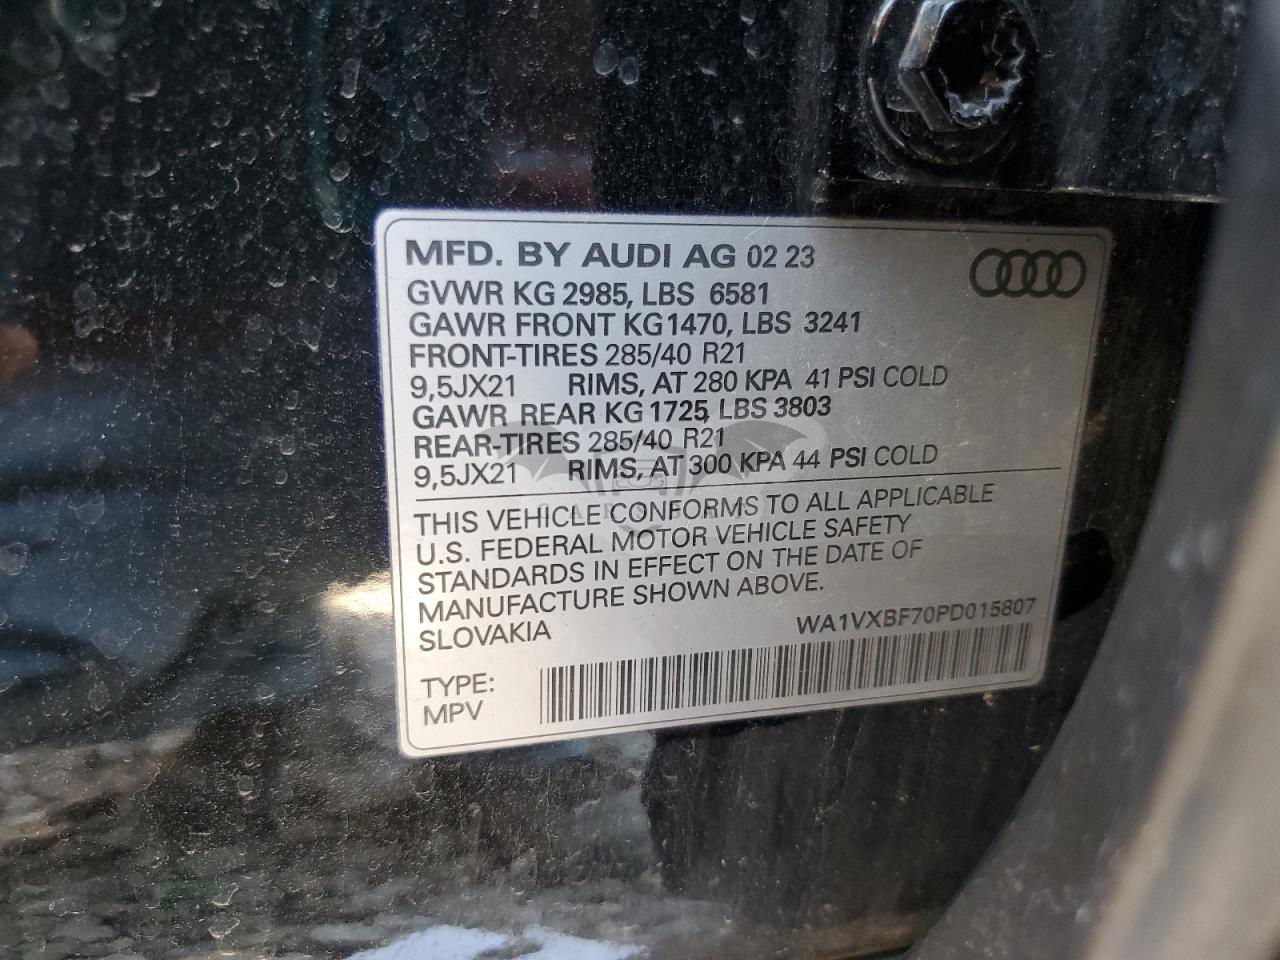 MFD. BY AUDI AG 02 23
GVWR KG 2985, LBS 6581
GAWR FRONT KG1470, LBS 3241
FRONT-TIRES 285/40 R21
9,5JX21 RIMS, AT 280 KPA 41 PSI COLD
GAWR REAR KG 1725, LBS 3803
REAR-TIRES 285/40 R21
9,5JX21 RIMS, AT 300 KPA 44 PSI COLD
THIS VEHICLE CONFORMS TO ALL APPLICABLE
U.S. FEDERAL MOTOR VEHICLE SAFETY
STANDARDS IN EFFECT ON THE DATE OF
MANUFACTURE SHOWN ABOVE.
SLOVAKIA
WA1VXBF70PD015807
TYPE:
MPV